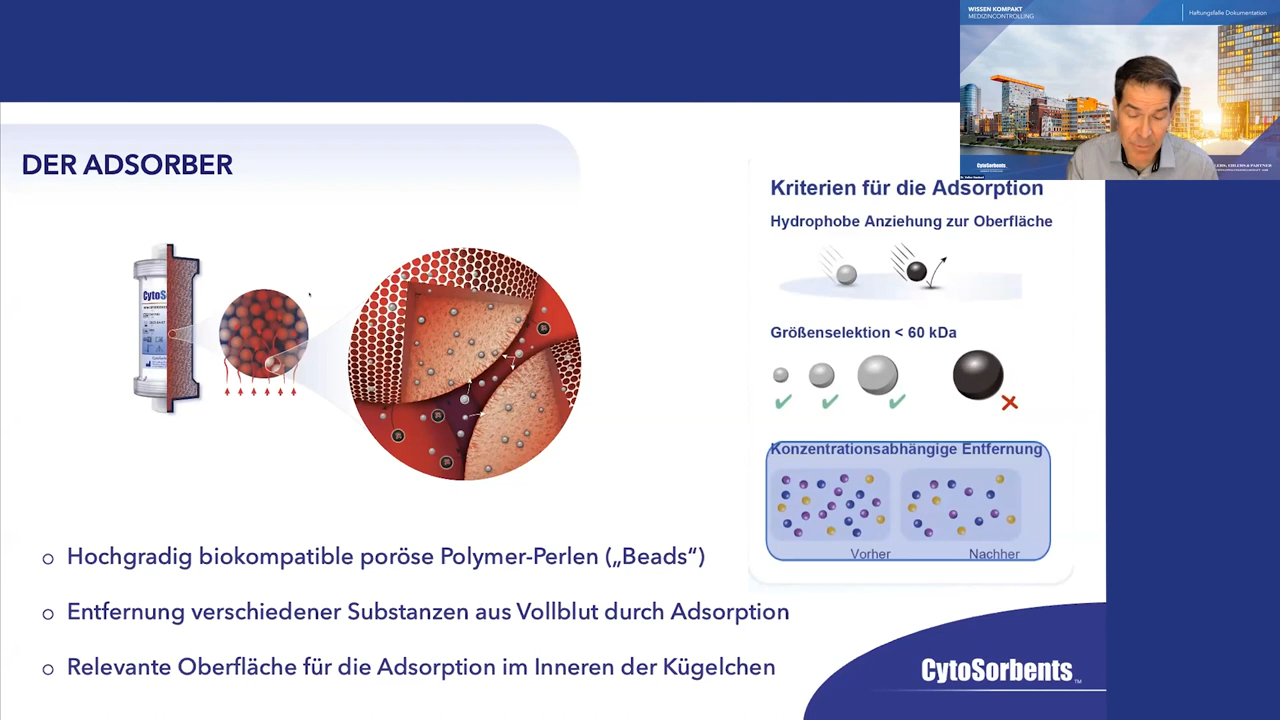 WISSEN KOMPAKT
MEDIZINCONTROLLING
Haftungsfalle Dokumentation
CytoSorbents
DER ADSORBER
CytoS
Kriterien für die Adsorption
Hydrophobe Anziehung zur Oberfläche
Größenselektion < 60 kDa
Konzentrationsabhängige Entfernung
Vorher
Nachher
o Hochgradig biokompatible poröse Polymer-Perlen („Beads“)
o Entfernung verschiedener Substanzen aus Vollblut durch Adsorption
o Relevante Oberfläche für die Adsorption im Inneren der Kügelchen
CytoSorbents™